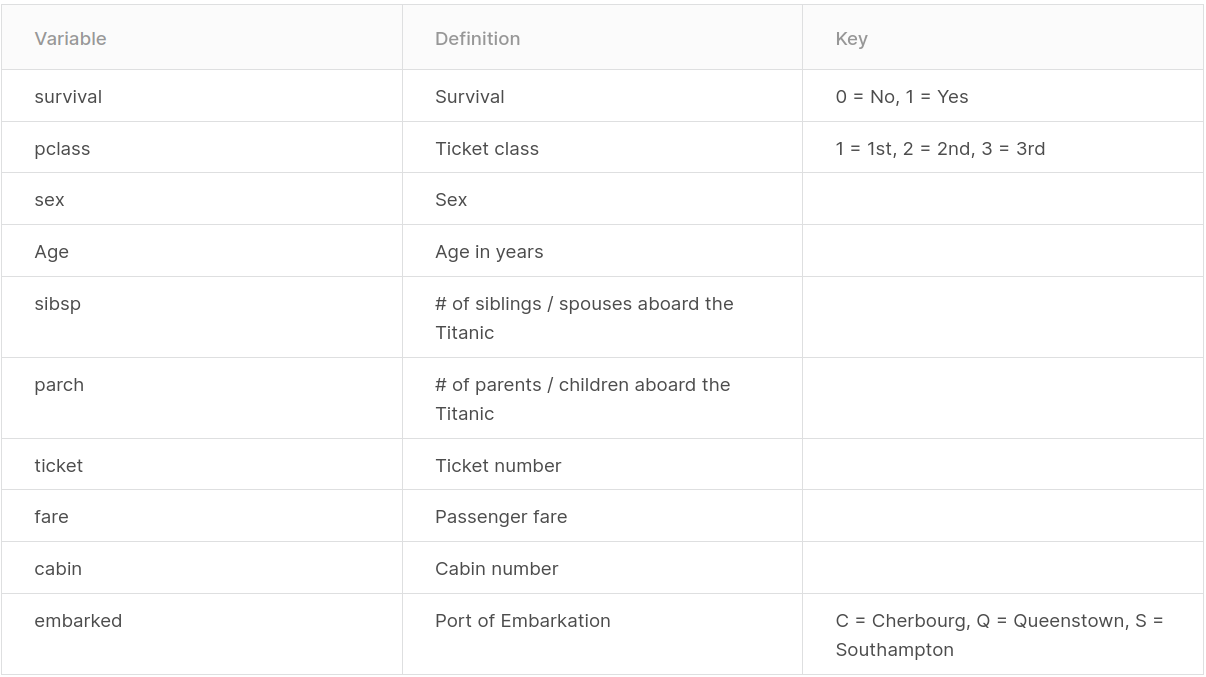 Variable Definition Key
survival Survival 0 = No, 1 = Yes
pclass Ticket class 1 = 1st, 2 = 2nd, 3 = 3rd
sex Sex
Age Age in years
sibsp # of siblings / spouses aboard the
Titanic
parch # of parents / children aboard the
Titanic
ticket Ticket number
fare Passenger fare
cabin Cabin number
embarked Port of Embarkation C = Cherbourg, Q = Queenstown, S =
Southampton